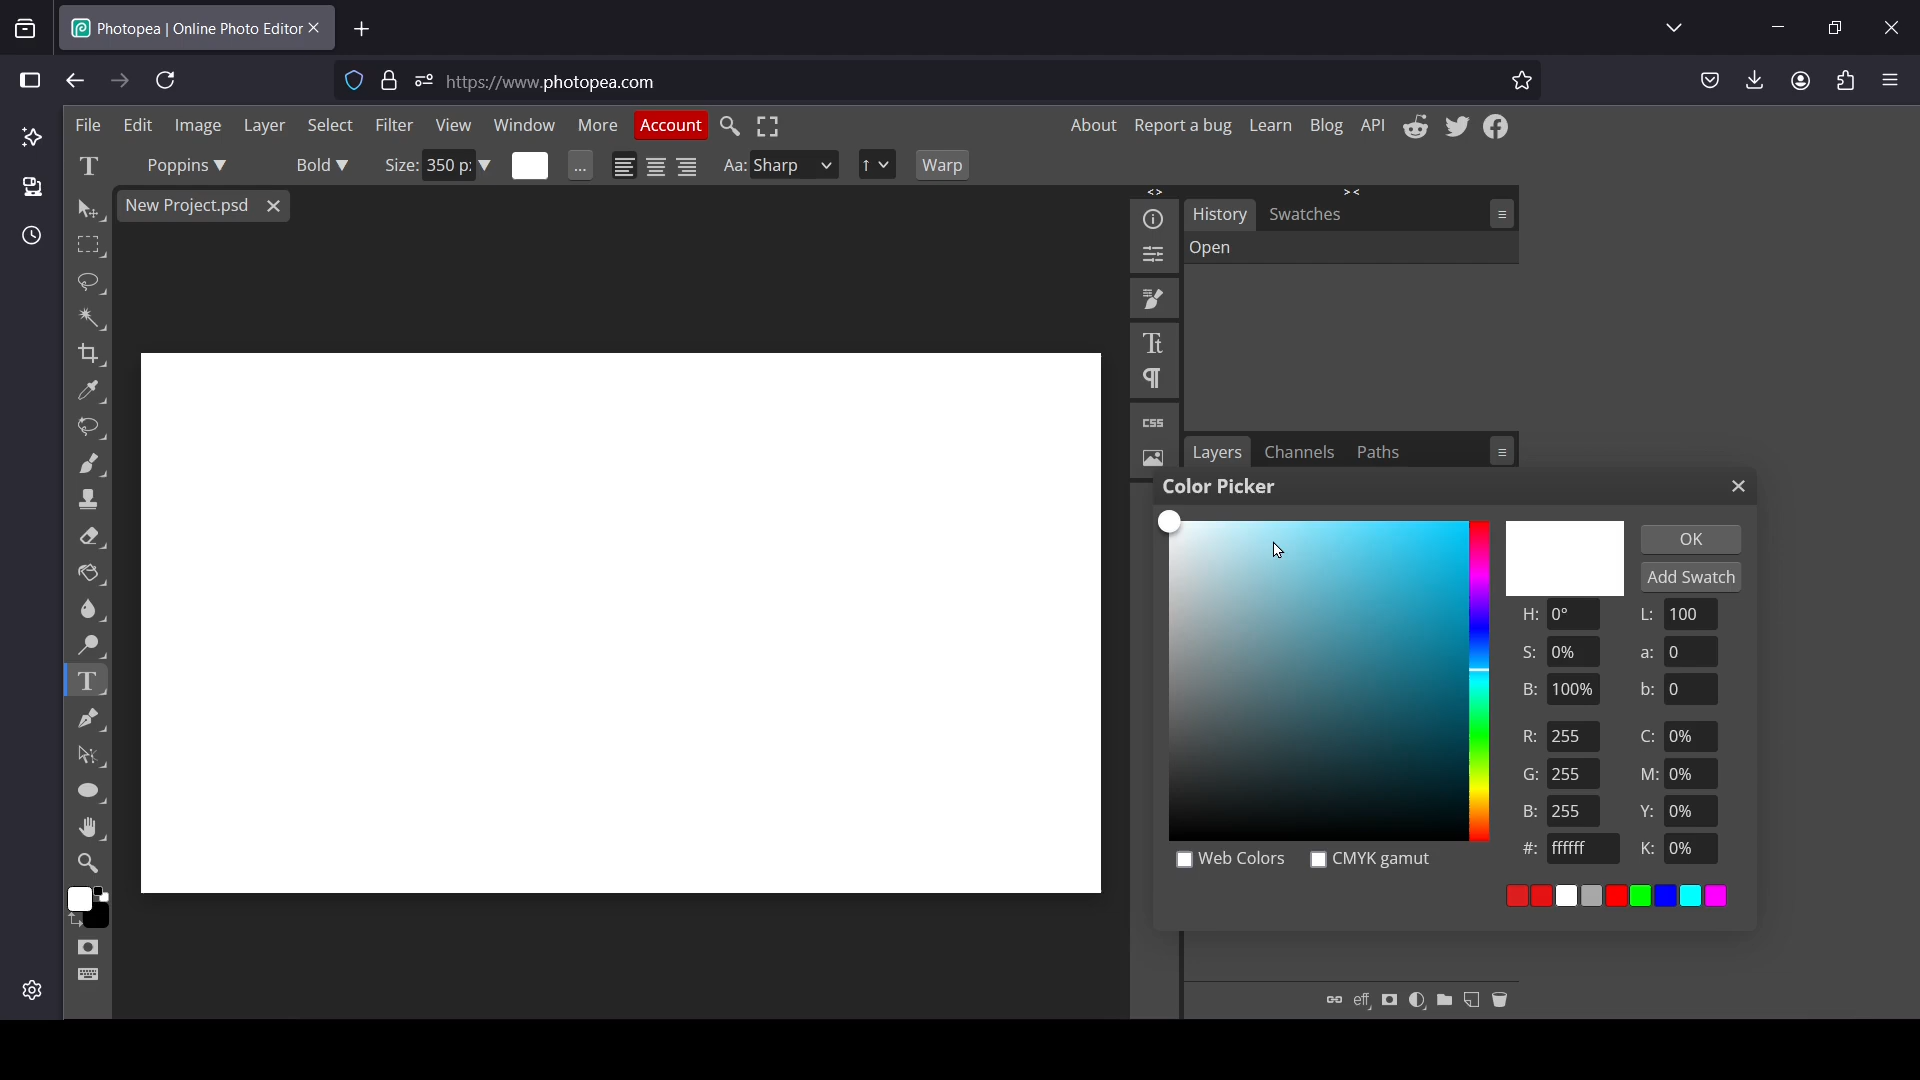 Photopea | Online Photo Editor
https://www.photopea.com
File Edit Image Layer Select Filter View Window More Account
About Report a bug Learn Blog API
T Poppins ▼ Bold ▼ Size: 350 p: ▼ ... Aa: Sharp ↑ Warp
New Project.psd
<> ><
History Swatches
Open
Tt
¶
CSS
Layers Channels Paths
Color Picker
OK
Add Swatch
H: 0° L: 100
S: 0% a: 0
B: 100% b: 0
R: 255 C: 0%
G: 255 M: 0%
B: 255 Y: 0%
#: ffffff K: 0%
Web Colors CMYK gamut
T
eff